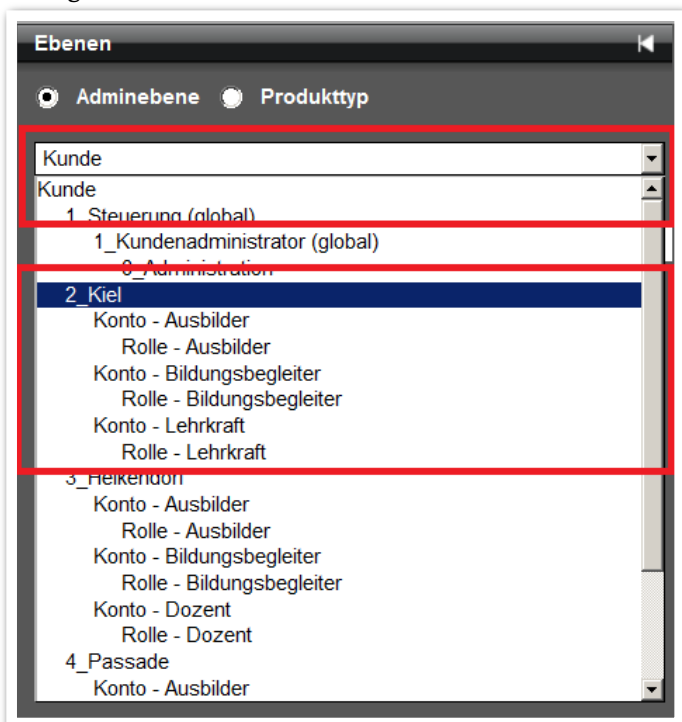 Ebenen
Adminebene Produkttyp
Kunde
Kunde
1_Steuerung (global)
1_Kundenadministrator (global)
0_Administration
2_Kiel
Konto - Ausbilder
Rolle - Ausbilder
Konto - Bildungsbegleiter
Rolle - Bildungsbegleiter
Konto - Lehrkraft
Rolle - Lehrkraft
3_Heikendorf
Konto - Ausbilder
Rolle - Ausbilder
Konto - Bildungsbegleiter
Rolle - Bildungsbegleiter
Konto - Dozent
Rolle - Dozent
4_Passade
Konto - Ausbilder